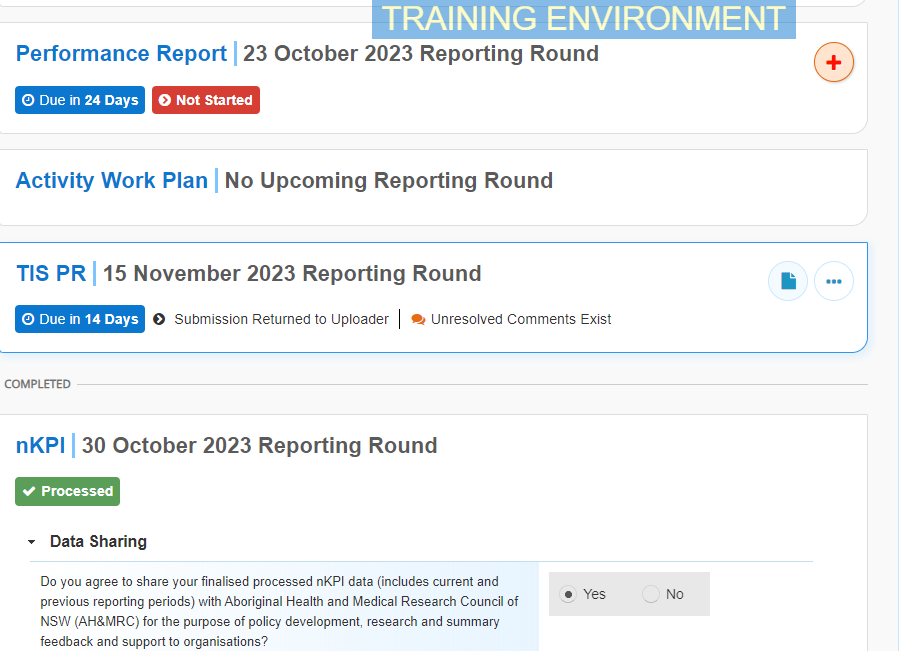 TRAINING ENVIRONMENT
Performance Report | 23 October 2023 Reporting Round
Due in 24 Days Not Started
Activity Work Plan | No Upcoming Reporting Round
TIS PR | 15 November 2023 Reporting Round
Due in 14 Days Submission Returned to Uploader | Unresolved Comments Exist
COMPLETED
nKPI | 30 October 2023 Reporting Round
Processed
Data Sharing
Do you agree to share your finalised processed nKPI data (includes current and
previous reporting periods) with Aboriginal Health and Medical Research Council of
NSW (AH&MRC) for the purpose of policy development, research and summary
feedback and support to organisations?
Yes No